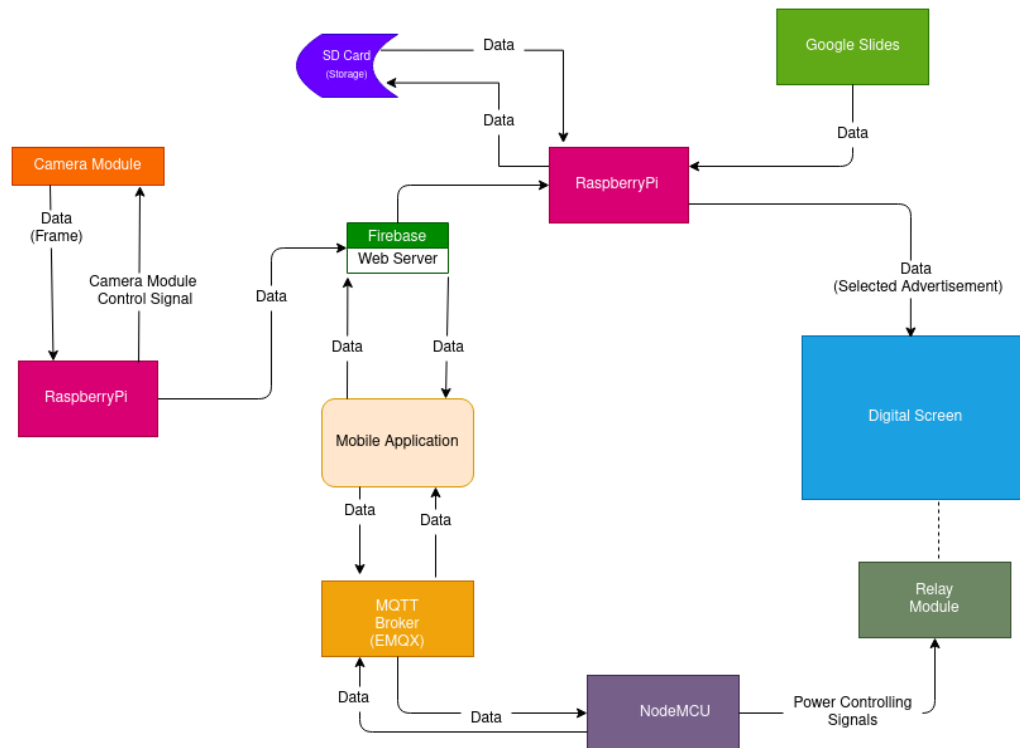 Data
SD Card
(Storage)
Google Slides
Data
Data
Camera Module
RaspberryPi
Data
(Frame)
Firebase
Web Server
Camera Module
Control Signal
Data
Data
(Selected Advertisement)
Data
Data
RaspberryPi
Digital Screen
Mobile Application
Data
Data
MQTT
Broker
(EMQX)
Relay
Module
Data
Data
NodeMCU
Power Controlling
Signals